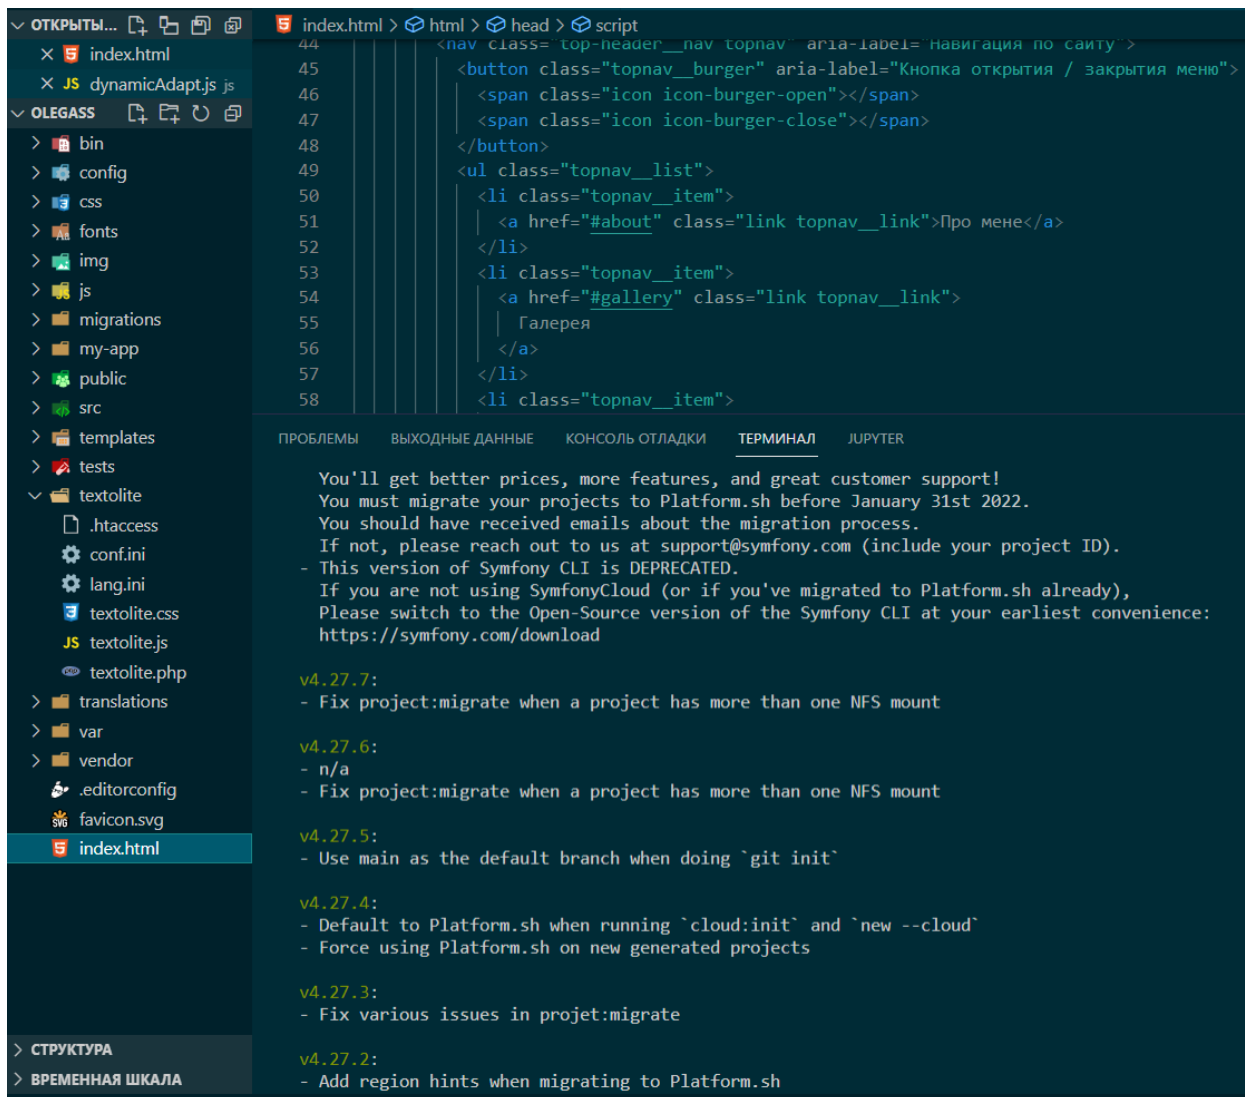 ОТКРЫТЫ...
index.html
JS dynamicAdapt.js js
OLEGASS
bin
config
css
fonts
img
js
migrations
my-app
public
src
templates
tests
textolite
.htaccess
conf.ini
lang.ini
textolite.css
JS textolite.js
textolite.php
translations
var
vendor
.editorconfig
favicon.svg
index.html
СТРУКТУРА
ВРЕМЕННАЯ ШКАЛА
index.html > html > head > script
44 <nav class="top-header__nav topnav" aria-label="Навигация по сайту">
45 <button class="topnav__burger" aria-label="Кнопка открытия / закрытия меню">
46 <span class="icon icon-burger-open"></span>
47 <span class="icon icon-burger-close"></span>
48 </button>
49 <ul class="topnav__list">
50 <li class="topnav__item">
51 <a href="#about" class="link topnav__link">Про мене</a>
52 </li>
53 <li class="topnav__item">
54 <a href="#gallery" class="link topnav__link">
55 Галерея
56 </a>
57 </li>
58 <li class="topnav__item">
ПРОБЛЕМЫ ВЫХОДНЫЕ ДАННЫЕ КОНСОЛЬ ОТЛАДКИ ТЕРМИНАЛ JUPYTER
You'll get better prices, more features, and great customer support!
You must migrate your projects to Platform.sh before January 31st 2022.
You should have received emails about the migration process.
If not, please reach out to us at support@symfony.com (include your project ID).
- This version of Symfony CLI is DEPRECATED.
If you are not using SymfonyCloud (or if you've migrated to Platform.sh already),
Please switch to the Open-Source version of the Symfony CLI at your earliest convenience:
https://symfony.com/download
v4.27.7:
- Fix project:migrate when a project has more than one NFS mount
v4.27.6:
- n/a
- Fix project:migrate when a project has more than one NFS mount
v4.27.5:
- Use main as the default branch when doing `git init`
v4.27.4:
- Default to Platform.sh when running `cloud:init` and `new --cloud`
- Force using Platform.sh on new generated projects
v4.27.3:
- Fix various issues in projet:migrate
v4.27.2:
- Add region hints when migrating to Platform.sh